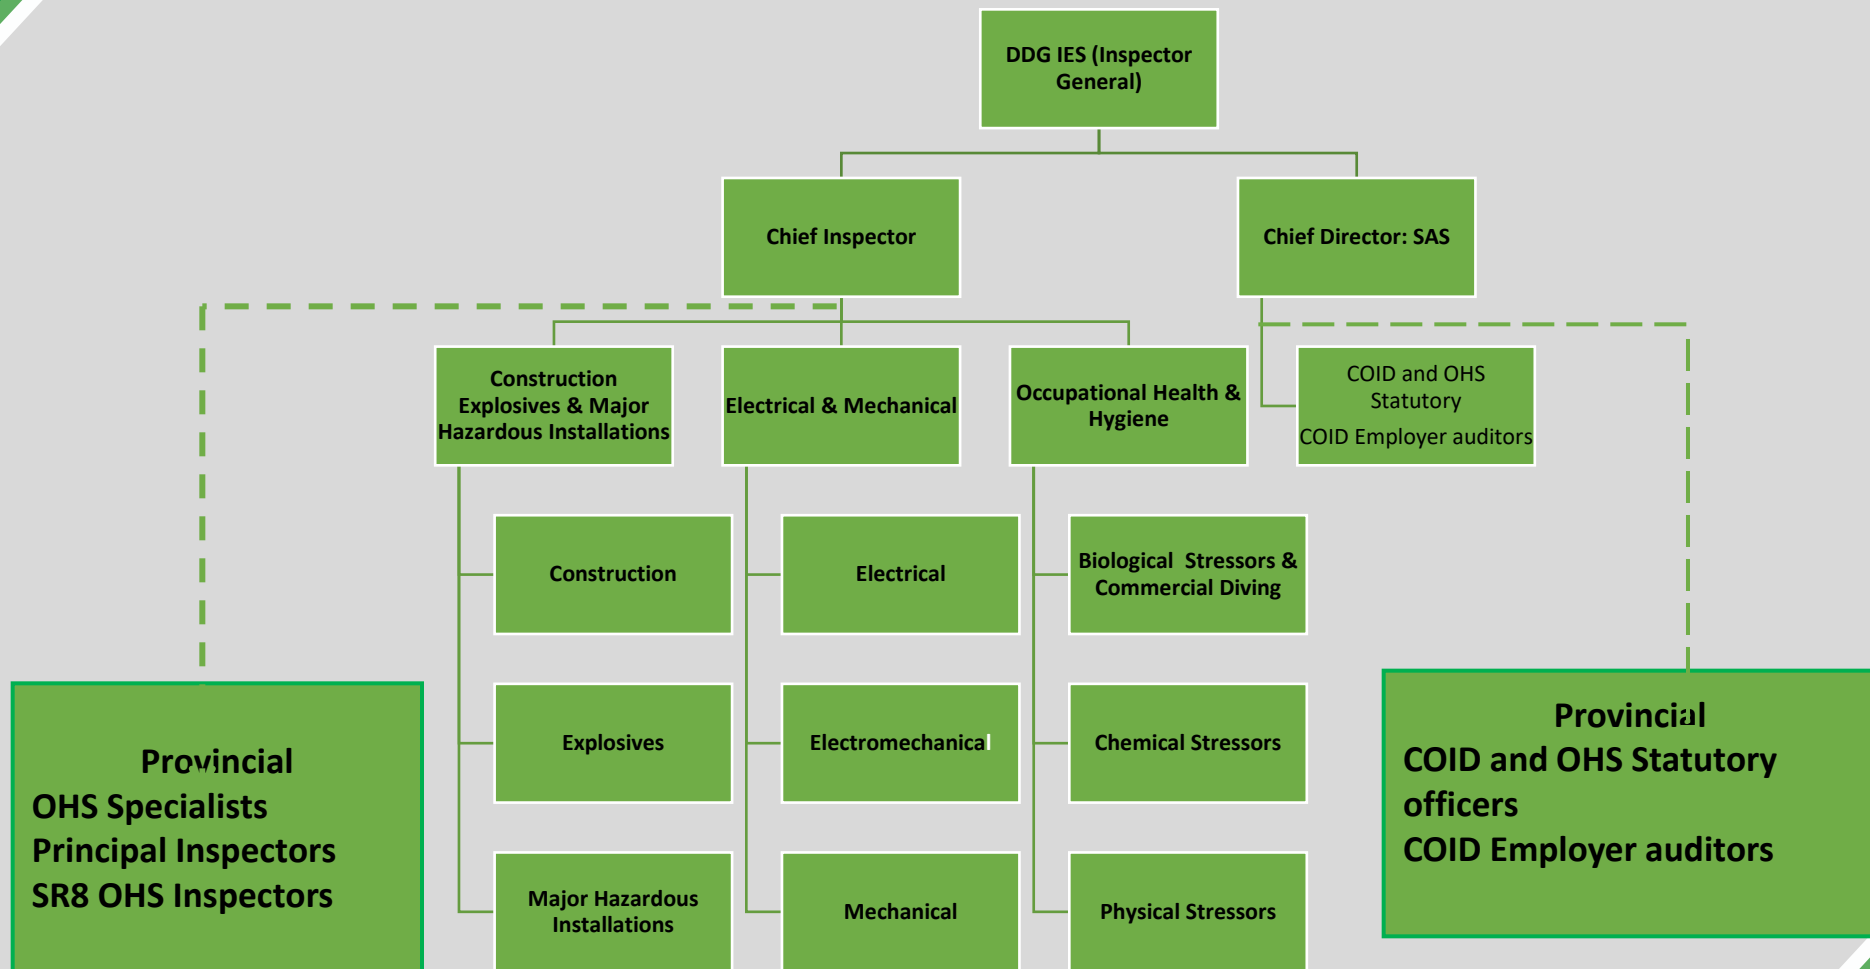 DDG IES (Inspector
General)
Chief Inspector
Chief Director: SAS
Construction
Explosives & Major
Hazardous Installations
Electrical & Mechanical
Occupational Health &
Hygiene
COID and OHS
Statutory
COID Employer auditors
Construction
Electrical
Biological Stressors &
Commercial Diving
Explosives
Electromechanical
Chemical Stressors
Major Hazardous
Installations
Mechanical
Physical Stressors
Provincial
OHS Specialists
Principal Inspectors
SR8 OHS Inspectors
Provincial
COID and OHS Statutory
officers
COID Employer auditors